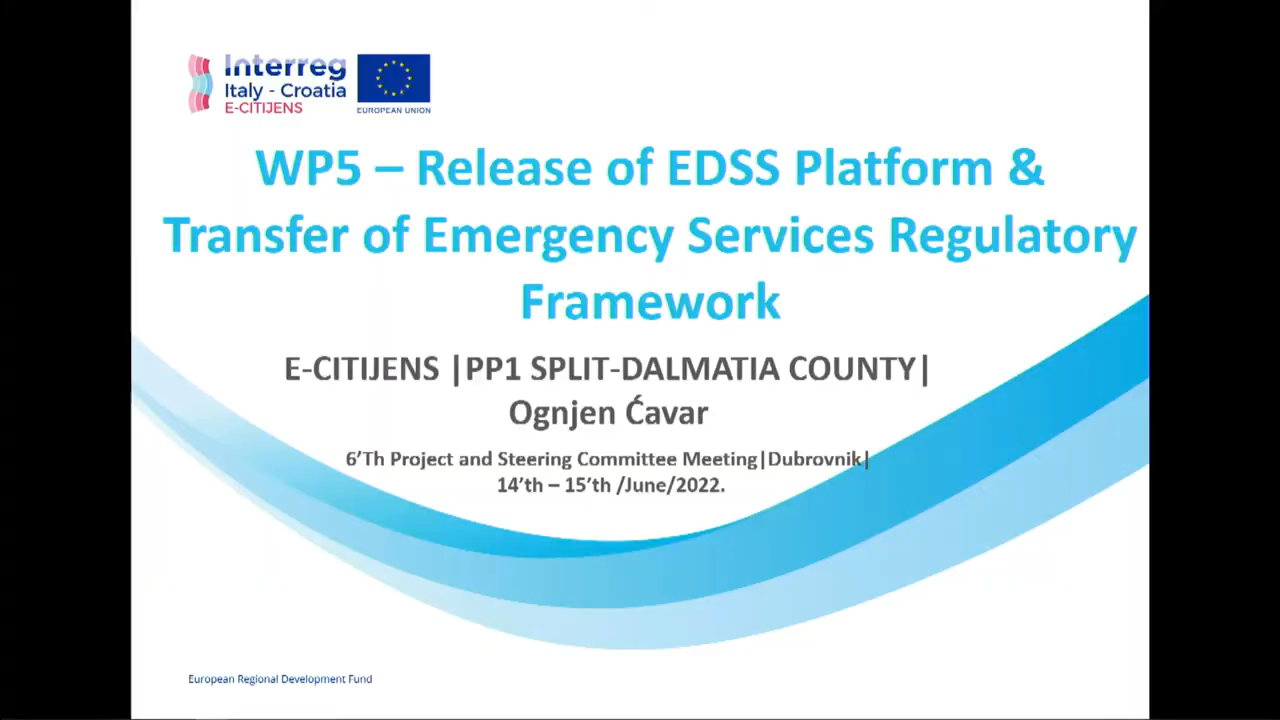 Interreg
Italy - Croatia
E-CITIJENS
EUROPEAN UNION
WP5 – Release of EDSS Platform &
Transfer of Emergency Services Regulatory
Framework
E-CITIJENS |PP1 SPLIT-DALMATIA COUNTY|
Ognjen Ćavar
6’Th Project and Steering Committee Meeting|Dubrovnik|
14’th – 15’th /June/2022.
European Regional Development Fund